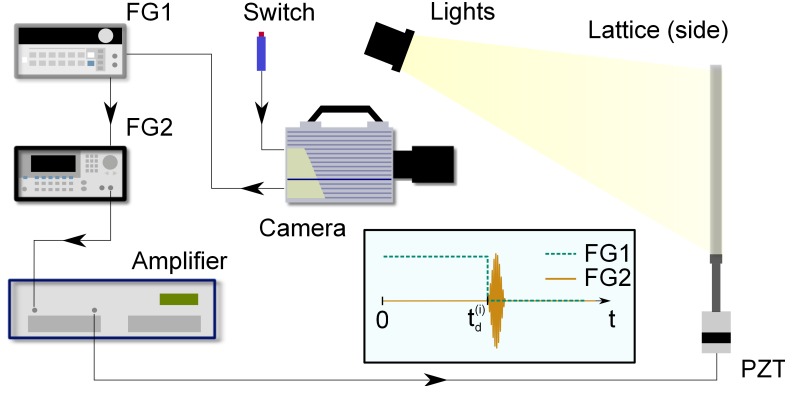 FG1
Switch
Lights
Lattice (side)
FG2
Camera
Amplifier
FG1
FG2
0
t_d^(i)
t
PZT